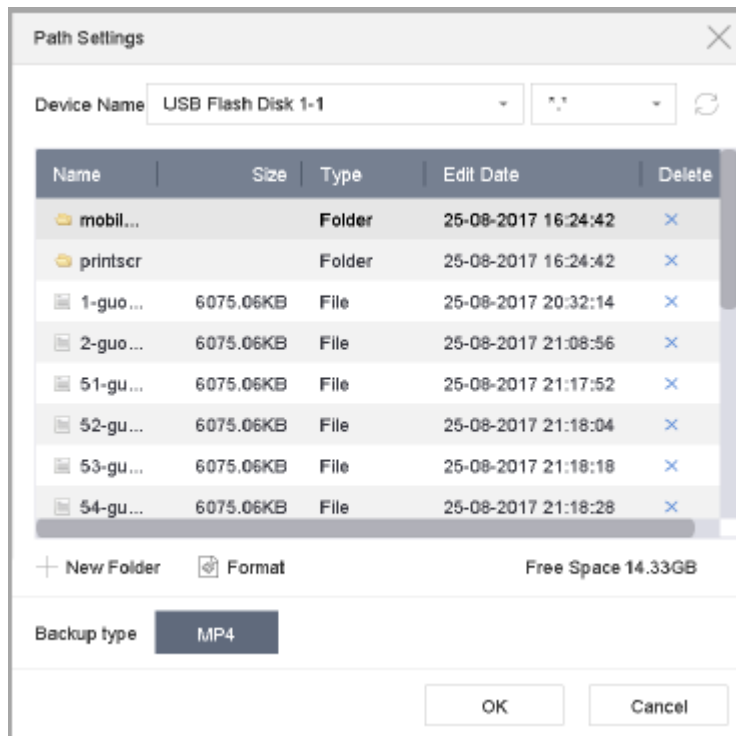 Path Settings
Device Name USB Flash Disk 1-1 *.*
Name Size Type Edit Date Delete
mobil... Folder 25-08-2017 16:24:42
printscr Folder 25-08-2017 16:24:42
1-guo... 6075.06KB File 25-08-2017 20:32:14
2-guo... 6075.06KB File 25-08-2017 21:08:56
51-gu... 6075.06KB File 25-08-2017 21:17:52
52-gu... 6075.06KB File 25-08-2017 21:18:04
53-gu... 6075.06KB File 25-08-2017 21:18:18
54-gu... 6075.06KB File 25-08-2017 21:18:28
New Folder Format Free Space 14.33GB
Backup type MP4
OK Cancel